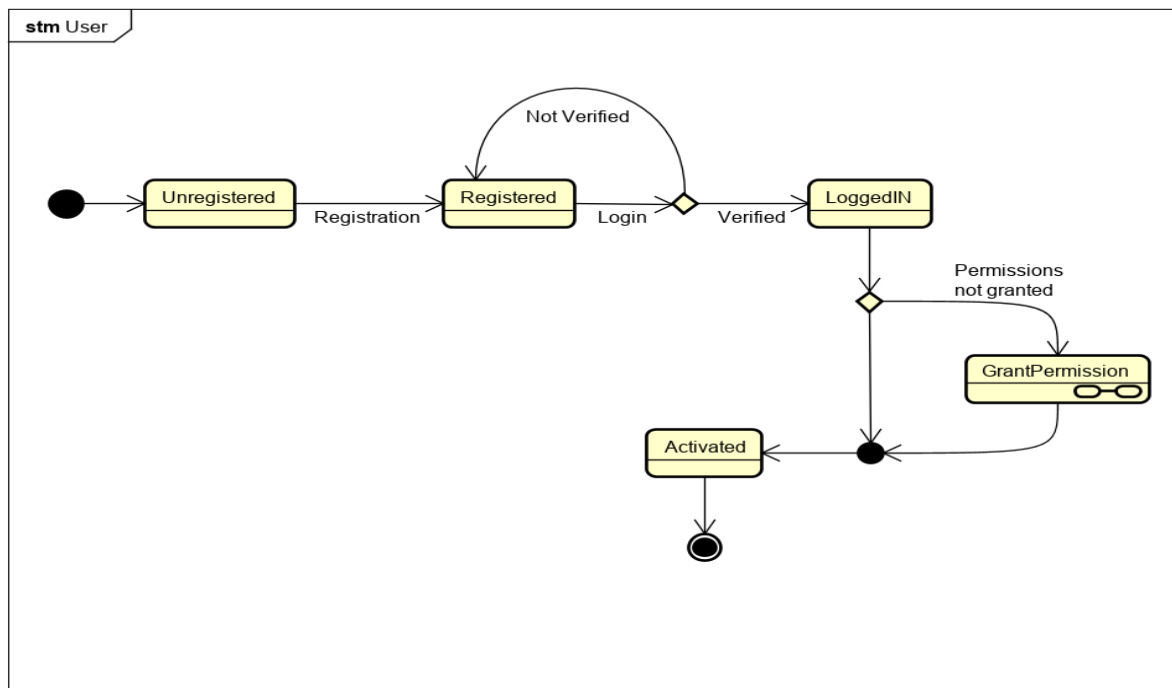 stm User
Not Verified
Unregistered
Registration
Registered
Login
Verified
LoggedIN
Permissions
not granted
GrantPermission
Activated